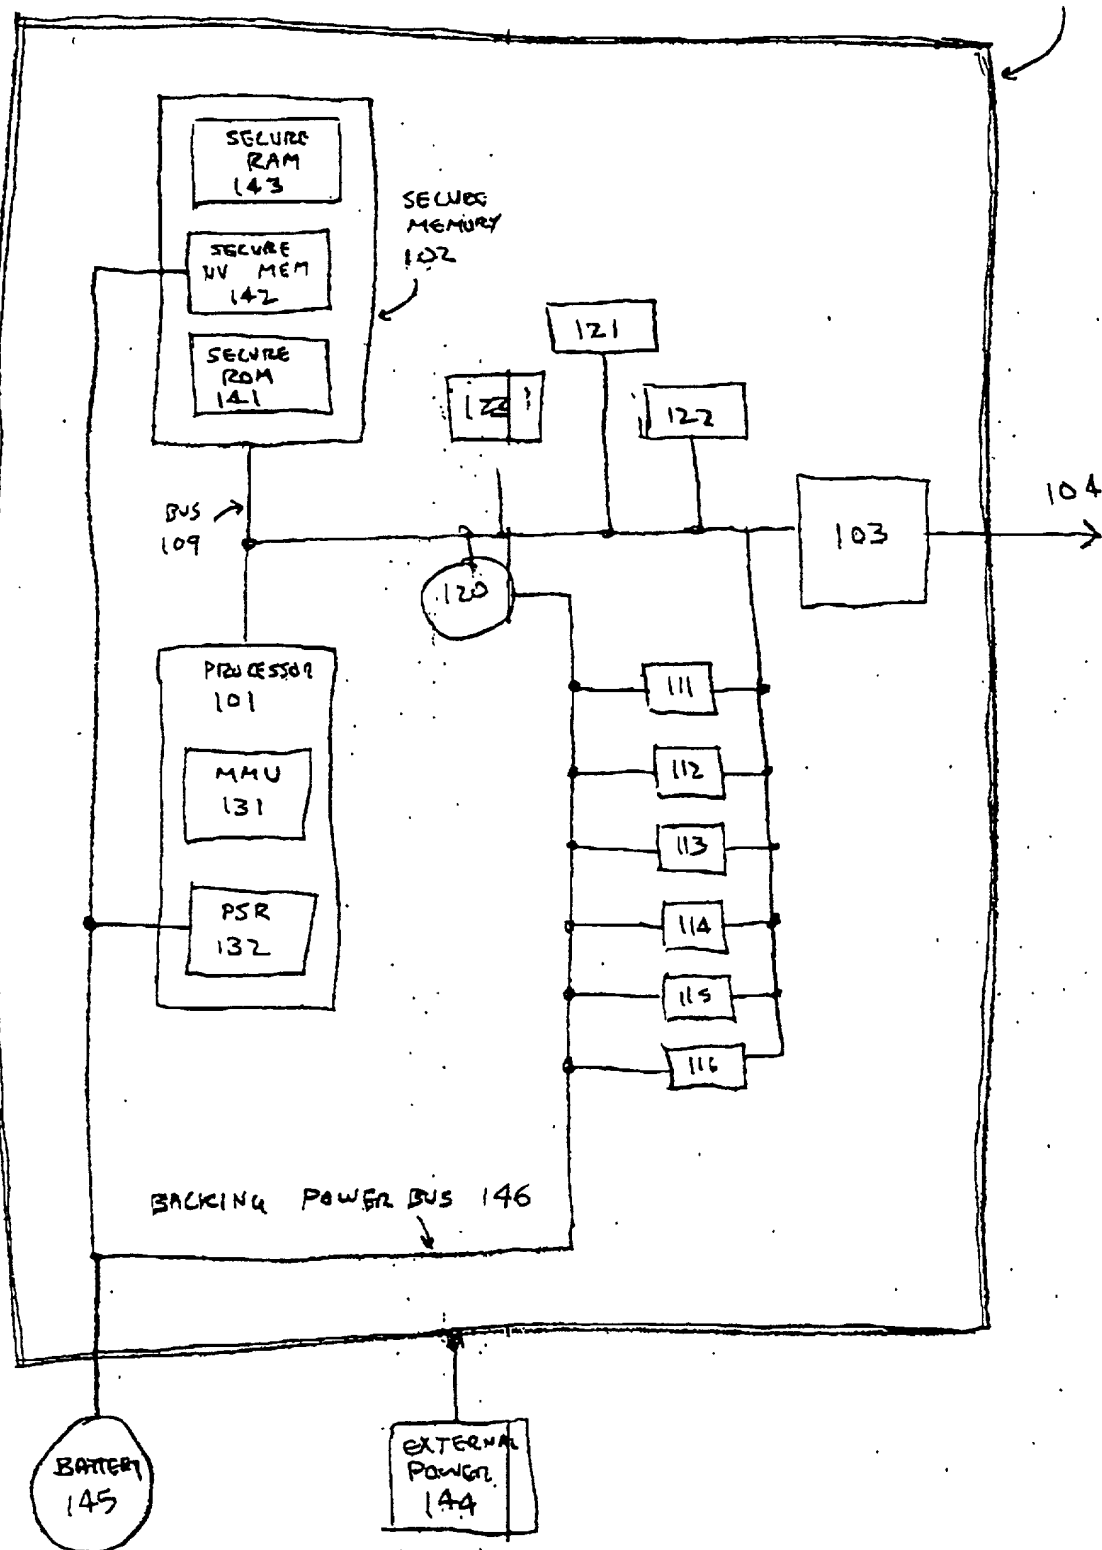 SECURE
RAM
143
SECURE
MEMORY
102
SECURE
NV MEM
142
SECURE
ROM
141
121
122
BUS
109
103
104
120
PROCESSOR
101
MMU
131
PSR
132
111
112
113
114
115
116
BACKING POWER BUS 146
BATTERY
145
EXTERNAL
POWER
144